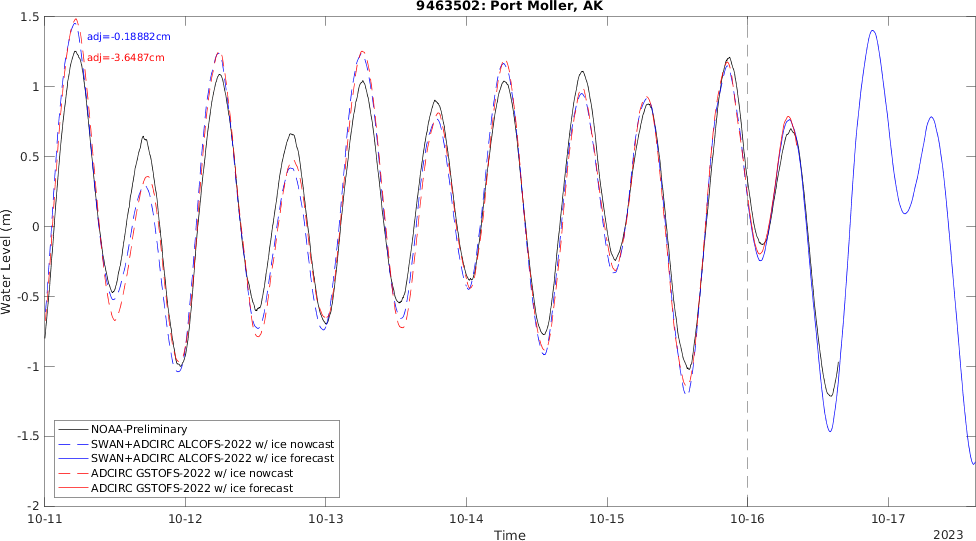 9463502: Port Moller, AK
adj=-0.18882cm
adj=-3.6487cm
1.5
1
0.5
0
-0.5
-1
-1.5
-2
Water Level (m)
NOAA-Preliminary
SWAN+ADCIRC ALCOFS-2022 w/ ice nowcast
SWAN+ADCIRC ALCOFS-2022 w/ ice forecast
ADCIRC GSTOFS-2022 w/ ice nowcast
ADCIRC GSTOFS-2022 w/ ice forecast
10-11 10-12 10-13 10-14 10-15 10-16 10-17
Time
2023